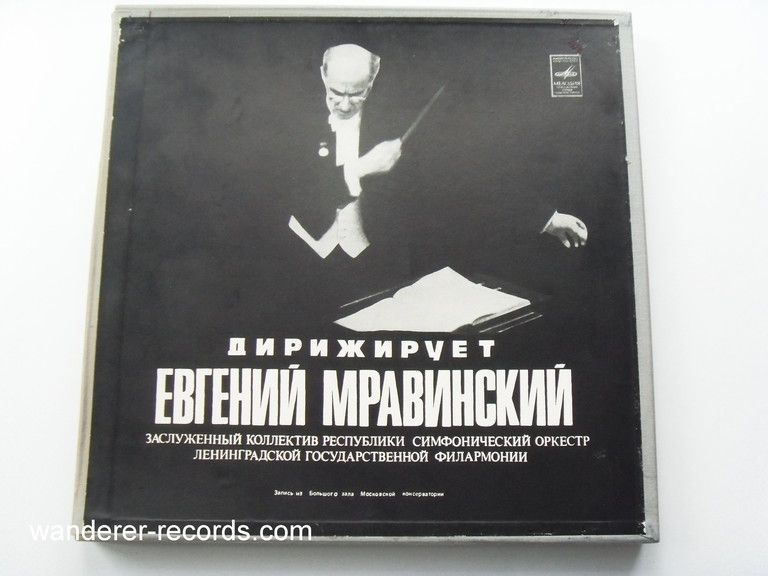 МЕЛОДИЯ
ДИРИЖИРУЕТ
ЕВГЕНИЙ МРАВИНСКИЙ
ЗАСЛУЖЕННЫЙ КОЛЛЕКТИВ РЕСПУБЛИКИ СИМФОНИЧЕСКИЙ ОРКЕСТР
ЛЕНИНГРАДСКОЙ ГОСУДАРСТВЕННОЙ ФИЛАРМОНИИ
Запись из Большого зала Московской консерватории
wanderer-records.com